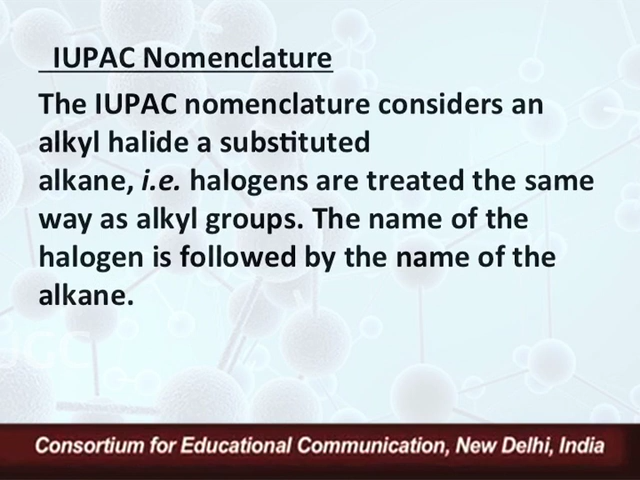 IUPAC Nomenclature
The IUPAC nomenclature considers an
alkyl halide a substituted
alkane, i.e. halogens are treated the same
way as alkyl groups. The name of the
halogen is followed by the name of the
alkane.
Consortium for Educational Communication, New Delhi, India